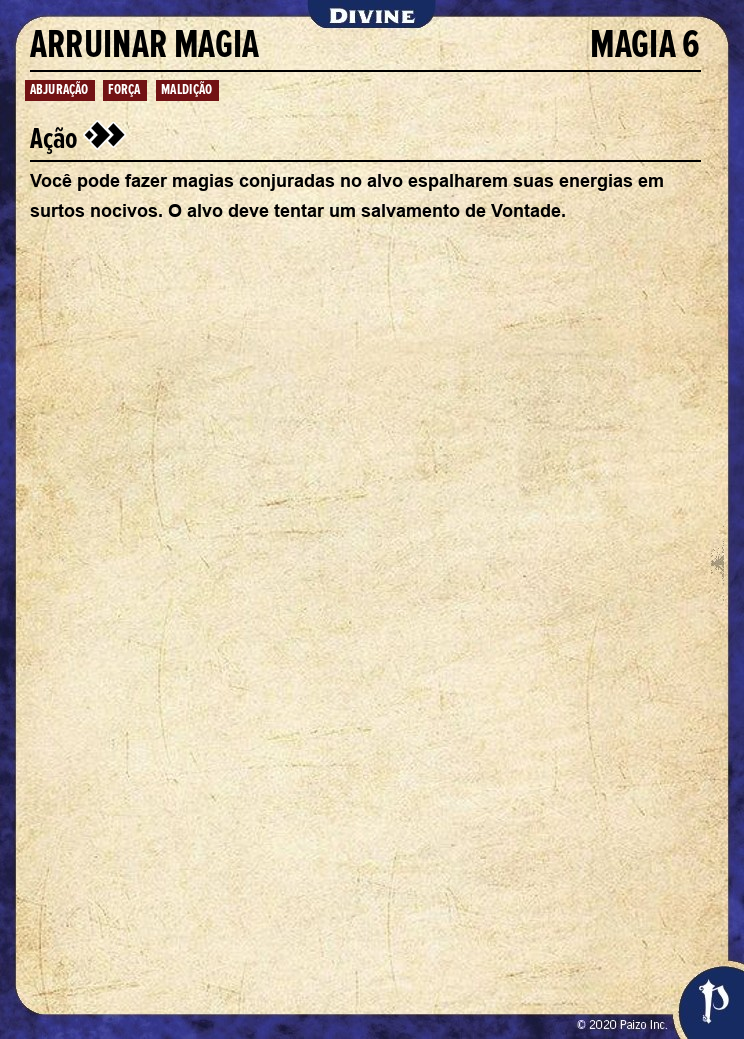 DIVINE
ARRUINAR MAGIA MAGIA 6
ABJURAÇÃO FORÇA MALDIÇÃO
Ação
Você pode fazer magias conjuradas no alvo espalharem suas energias em
surtos nocivos. O alvo deve tentar um salvamento de Vontade.
© 2020 Paizo Inc.